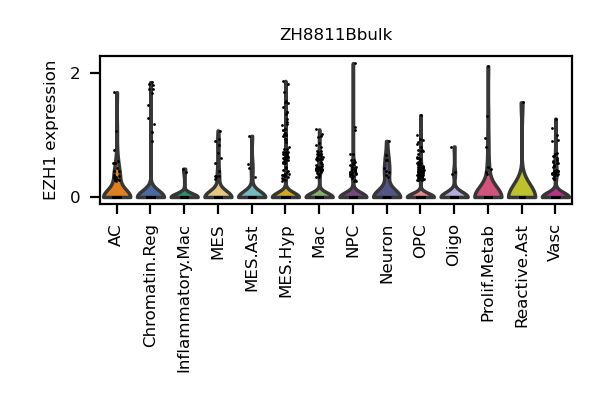 ZH8811Bbulk
EZH1 expression
2
0
AC
Chromatin.Reg
Inflammatory.Mac
MES
MES.Ast
MES.Hyp
Mac
NPC
Neuron
OPC
Oligo
Prolif.Metab
Reactive.Ast
Vasc